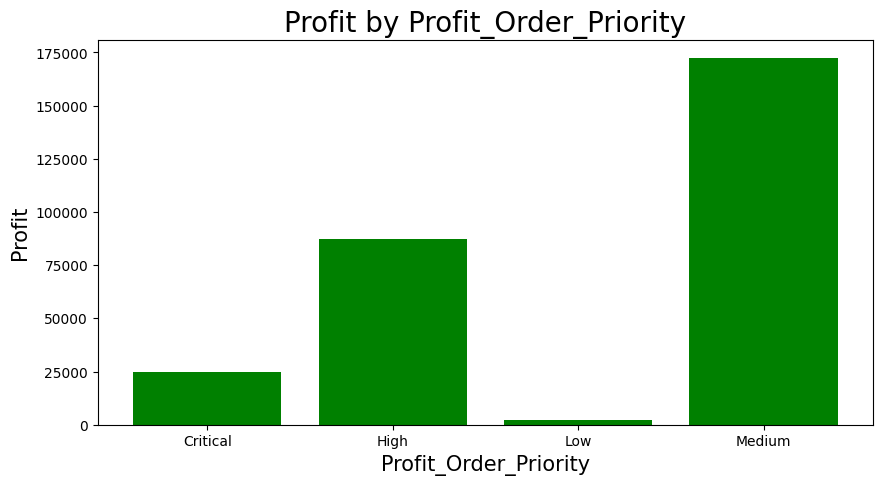 Profit by Profit_Order_Priority
175000
150000
125000
100000
75000
50000
25000
0
Profit
Critical High Low Medium
Profit_Order_Priority